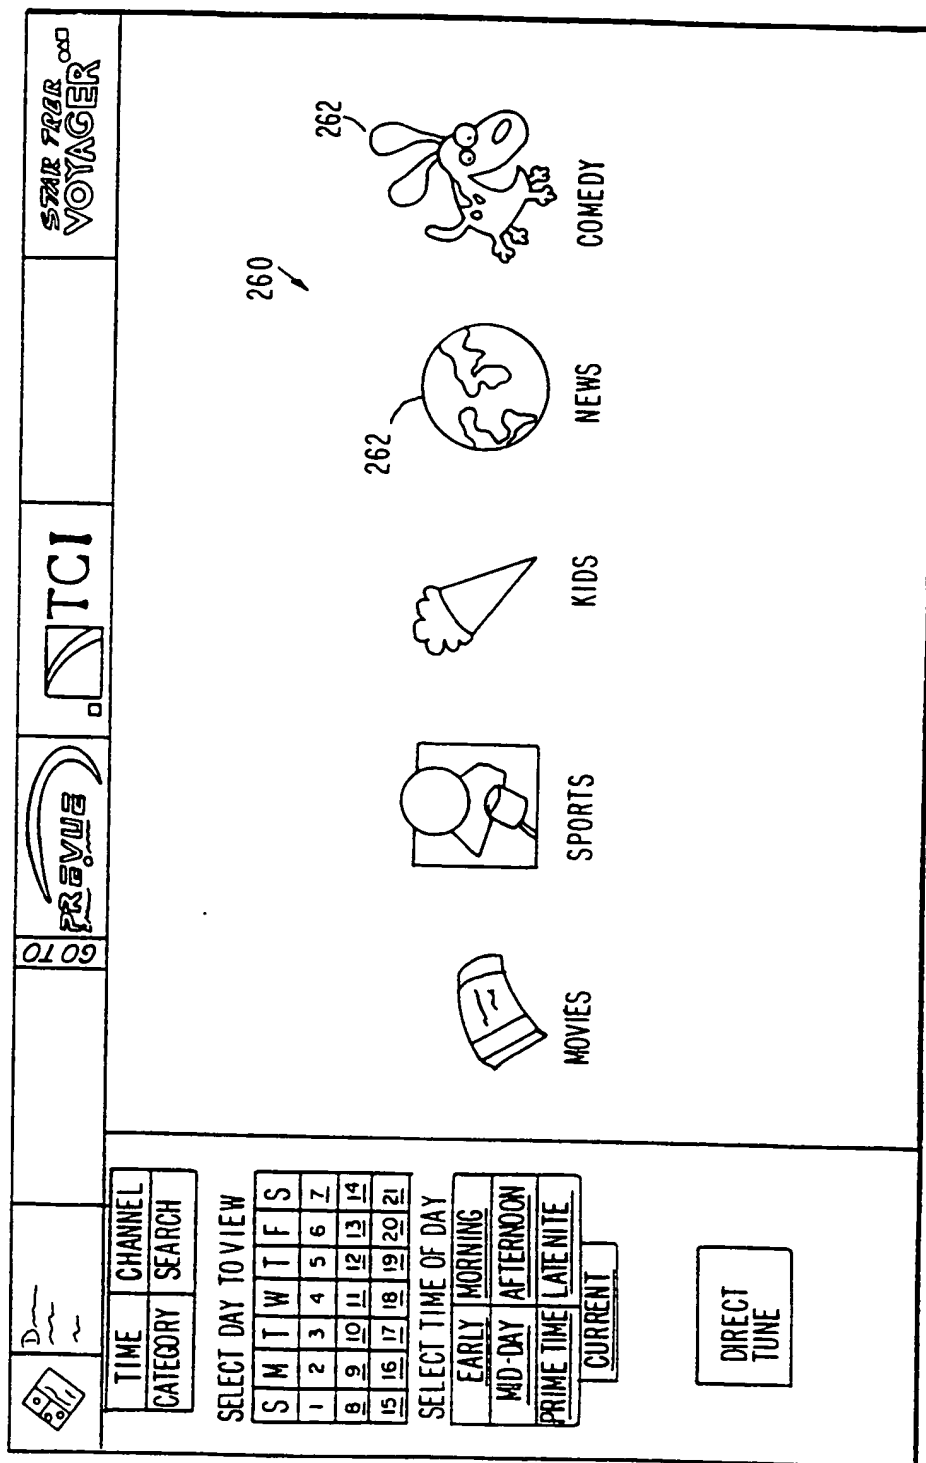 GO TO
PREVUE
TCI
STAR TREK
VOYAGER
TIME CHANNEL
CATEGORY SEARCH
SELECT DAY TO VIEW
S M T W T F S
1 2 3 4 5 6 7
8 9 10 11 12 13 14
15 16 17 18 19 20 21
SELECT TIME OF DAY
EARLY MORNING
MID-DAY AFTERNOON
PRIME TIME LATENITE
CURRENT
DIRECT
TUNE
260
262
262
MOVIES
SPORTS
KIDS
NEWS
COMEDY